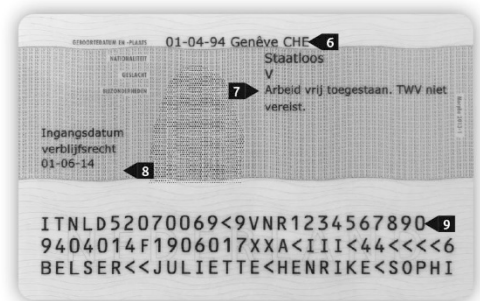 GEBOORTEDATUM EN -PLAATS 01-04-94 Genêve CHE 6
NATIONALITEIT Staatloos
GESLACHT V
BIJZONDERHEDEN 7 Arbeid vrij toegestaan. TWV niet
vereist.
Ingangsdatum
verblijfsrecht
01-06-14
8
ITNLD52070069<9VNR1234567890 9
9404014F1906017XXA<III<44<<<<6
BELSER<<JULIETTE<HENRIKE<SOPHI